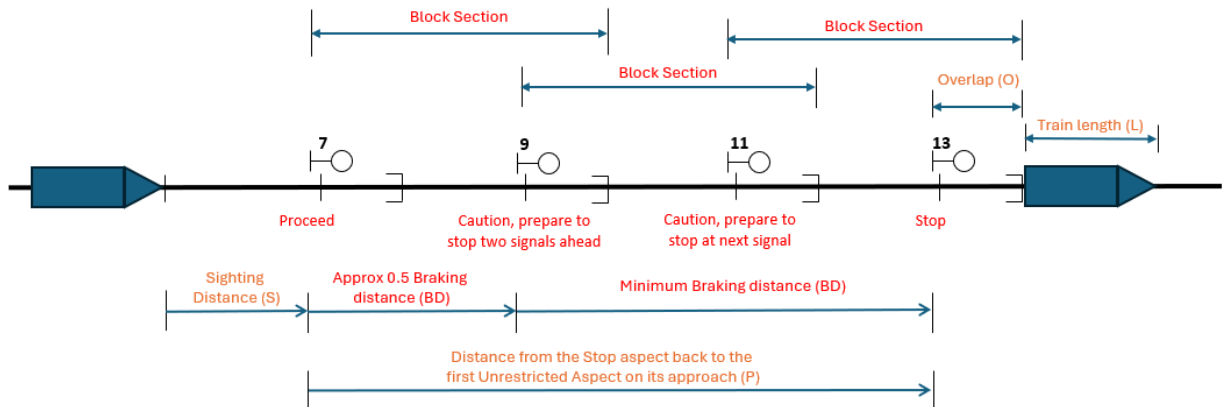 Block Section
Block Section
Block Section
Overlap (O)
Train length (L)
7
9
11
13
Proceed
Caution, prepare to
stop two signals ahead
Caution, prepare to
stop at next signal
Stop
Sighting
Distance (S)
Approx 0.5 Braking
distance (BD)
Minimum Braking distance (BD)
Distance from the Stop aspect back to the
first Unrestricted Aspect on its approach (P)